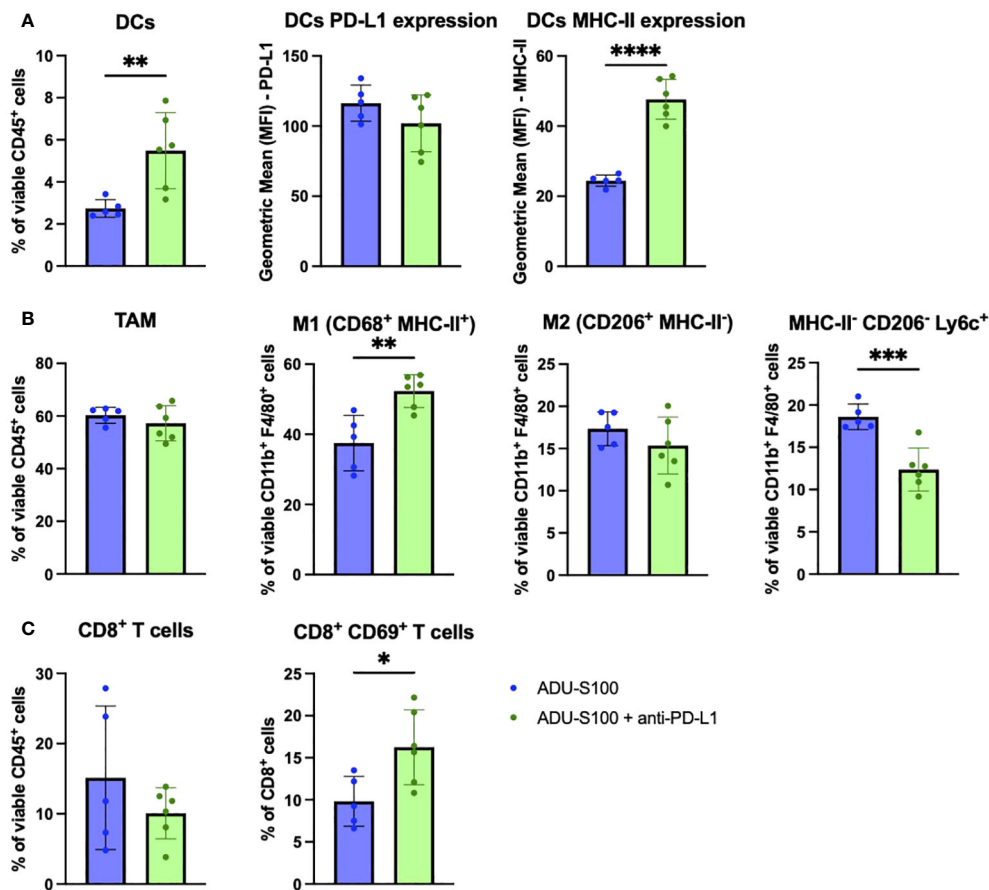 A
DCs
DCs PD-L1 expression
DCs MHC-II expression
% of viable CD45⁺ cells
10
8
6
4
2
0
**
Geometric Mean (MFI) - PD-L1
150
100
50
0
Geometric Mean (MFI) - MHC-II
60
40
20
0
****
B
TAM
M1 (CD68⁺ MHC-II⁺)
M2 (CD206⁺ MHC-II⁻)
MHC-II⁻ CD206⁻ Ly6c⁺
% of viable CD45⁺ cells
80
60
40
20
0
% of viable CD11b⁺ F4/80⁺ cells
60
40
20
0
**
% of viable CD11b⁺ F4/80⁺ cells
25
20
15
10
5
0
% of viable CD11b⁺ F4/80⁺ cells
25
20
15
10
5
0
***
C
CD8⁺ T cells
CD8⁺ CD69⁺ T cells
% of viable CD45⁺ cells
30
20
10
0
% of CD8⁺ cells
25
20
15
10
5
0
*
ADU-S100
ADU-S100 + anti-PD-L1